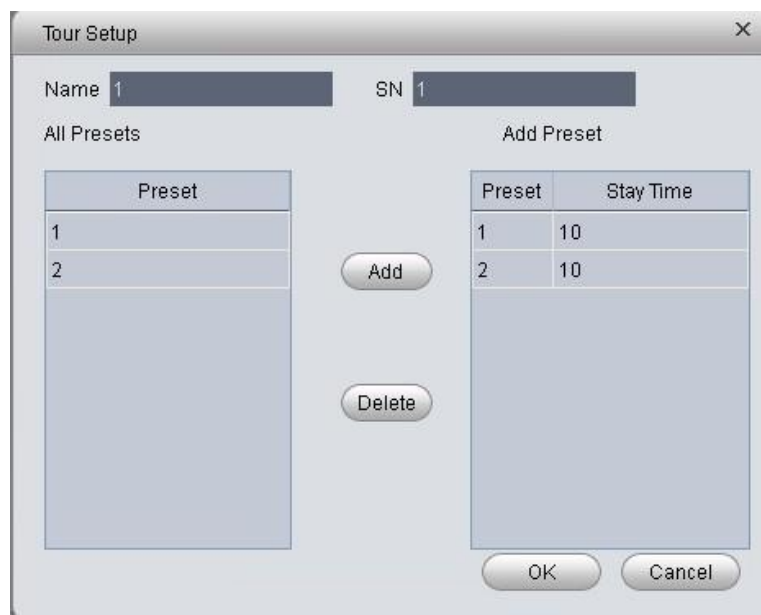 Tour Setup
Name 1 SN 1
All Presets Add Preset
Preset Preset Stay Time
1 1 10
2 2 10
Add
Delete
OK Cancel